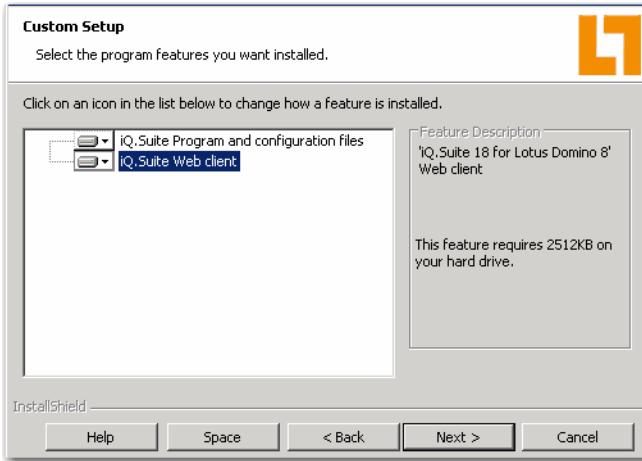 Custom Setup
Select the program features you want installed.
Click on an icon in the list below to change how a feature is installed.
iQ.Suite Program and configuration files
iQ.Suite Web client
Feature Description
'iQ.Suite 18 for Lotus Domino 8'
Web client
This feature requires 2512KB on
your hard drive.
InstallShield
Help
Space
< Back
Next >
Cancel